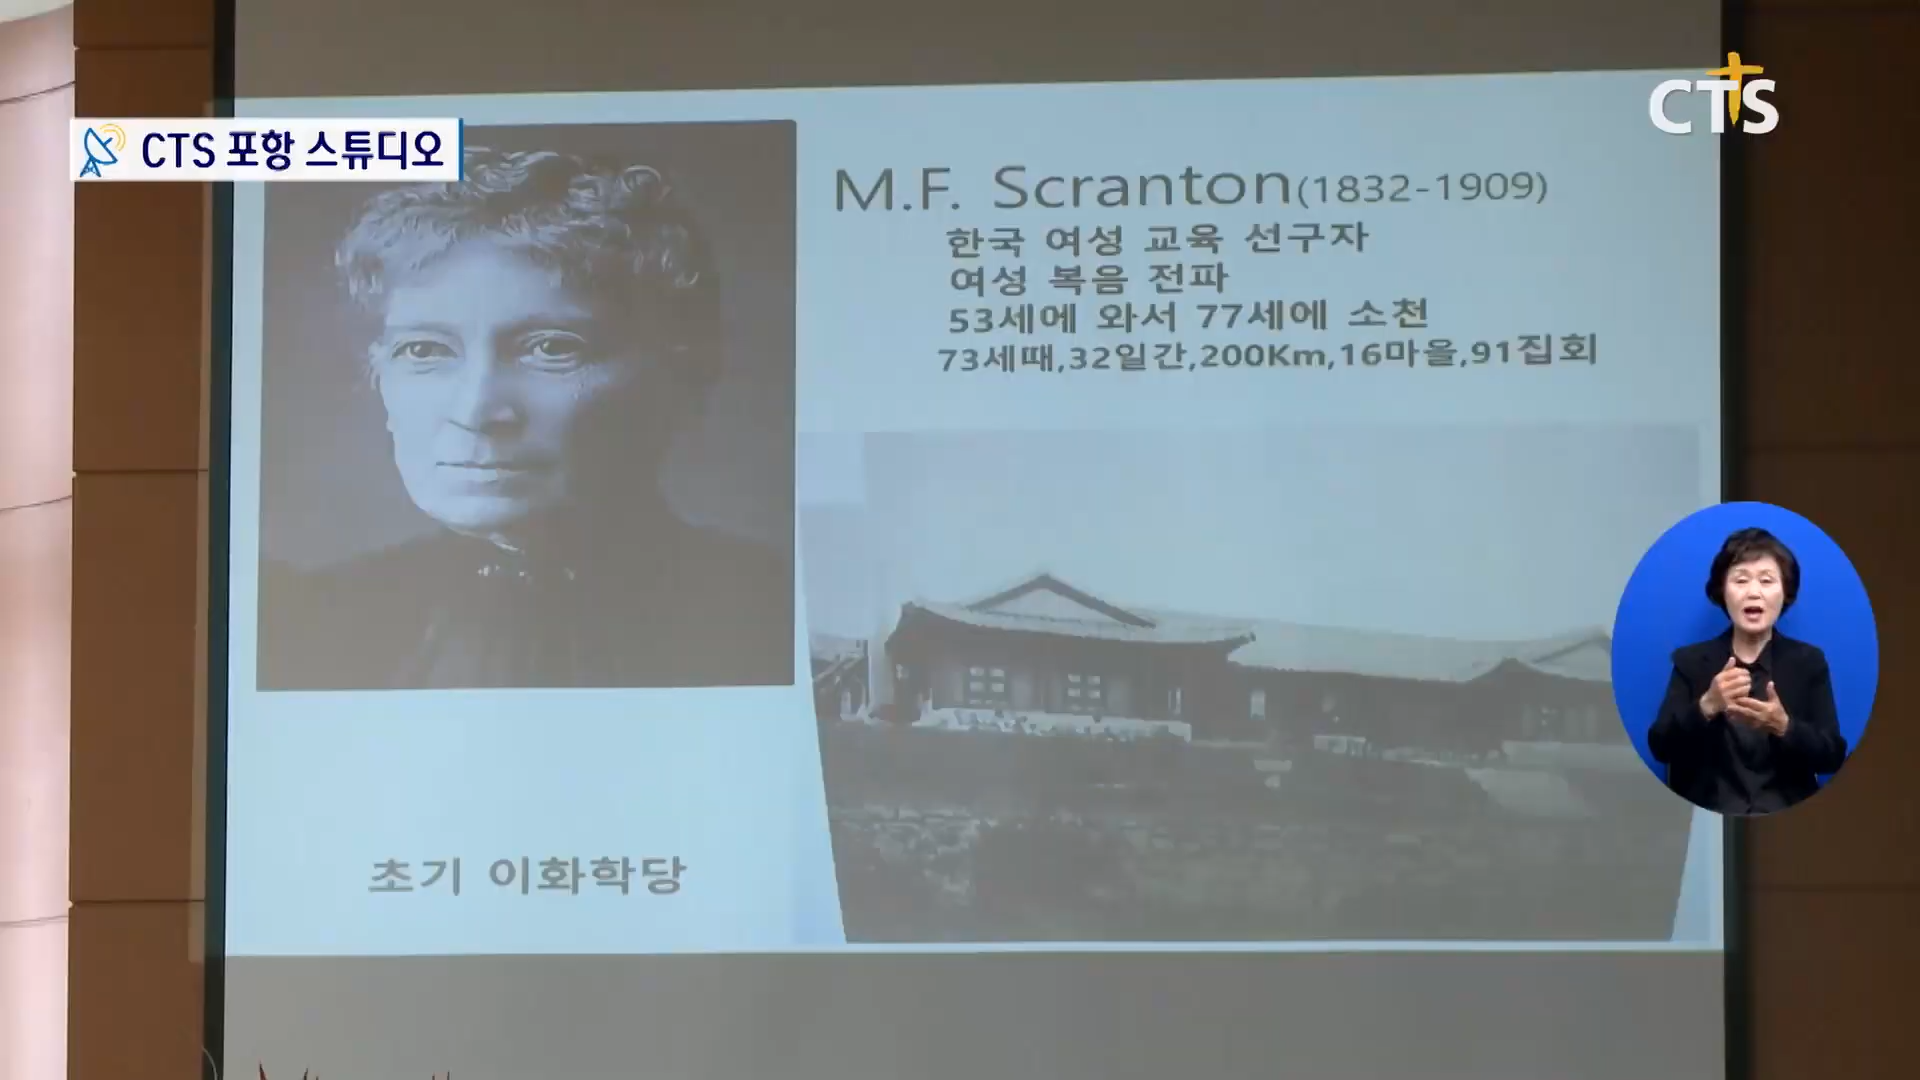 CTS 포항 스튜디오
CTS
M.F. Scranton(1832-1909)
한국 여성 교육 선구자
여성 복음 전파
53세에 와서 77세에 소천
73세때,32일간,200Km,16마을,91집회
초기 이화학당